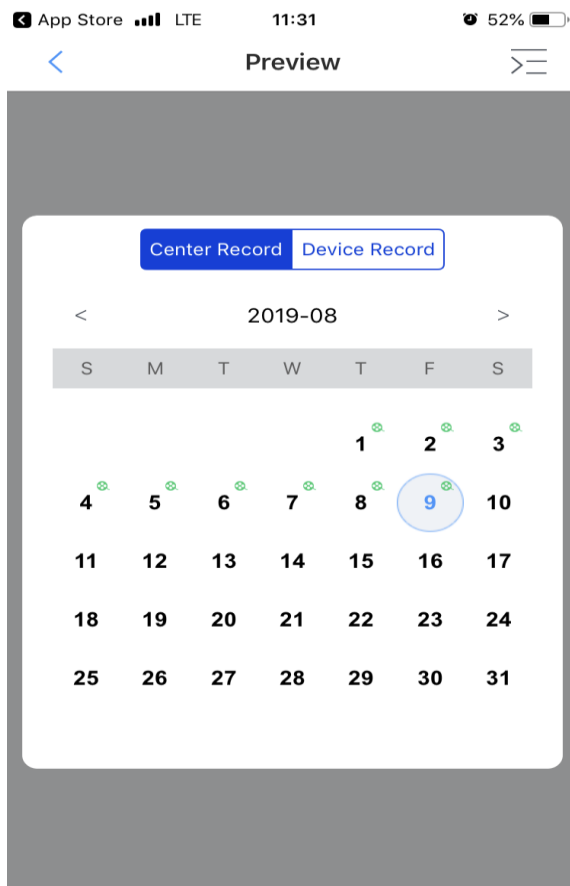 App Store LTE 11:31 52%
Preview
Center Record Device Record
< 2019-08 >
S M T W T F S
1 2 3
4 5 6 7 8 9 10
11 12 13 14 15 16 17
18 19 20 21 22 23 24
25 26 27 28 29 30 31